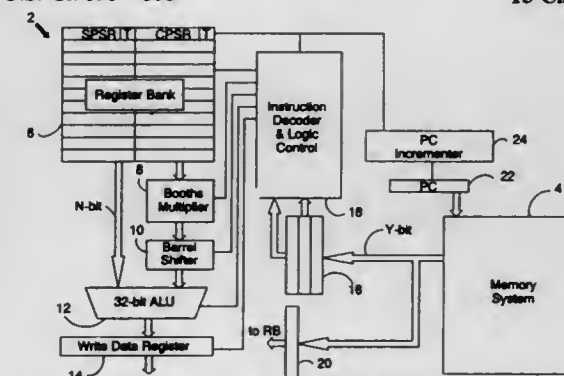 2
SPSR
CPSR
Register Bank
6
Instruction
Decoder
& Logic
Control
PC
Incrementer
24
PC
22
4
8
Booths
Multiplier
N-bit
16
Y-bit
10
Barrel
Shifter
Memory
System
12
32-bit ALU
to RB
Write Data Register
20
14